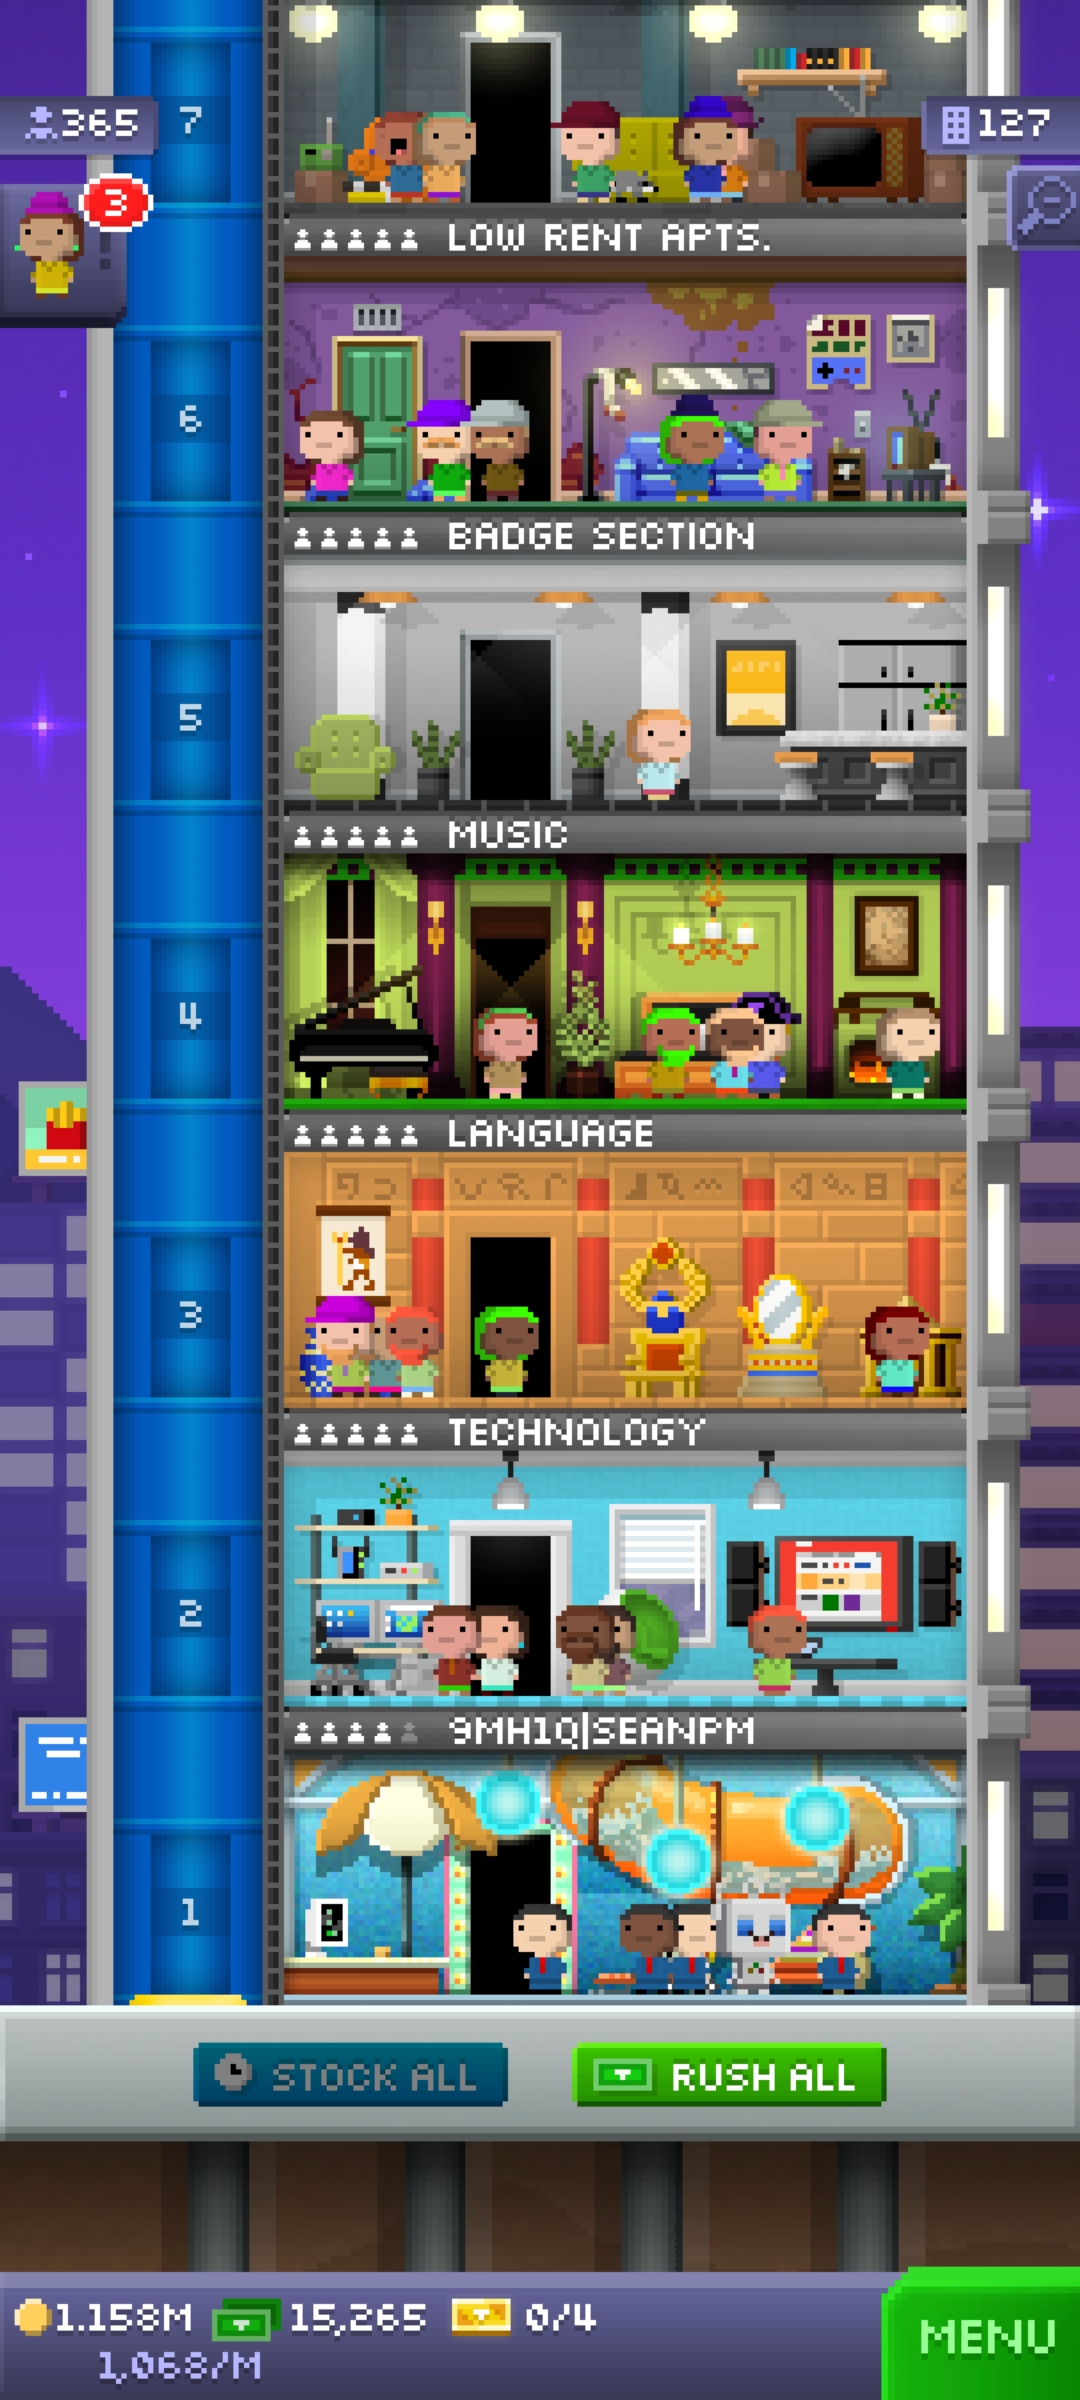 7
365
127
3
LOW RENT APTS.
6
BADGE SECTION
5
MUSIC
4
LANGUAGE
3
TECHNOLOGY
2
9MH1Q|SEANPM
1
STOCK ALL
RUSH ALL
1.158M
15,265
0/4
1,068/M
MENU